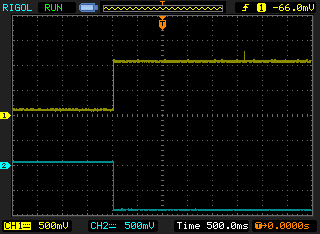 RIGOL RUN T f 1 -66.0mV
T
1
2
CH1 500mV CH2 500mV Time 500.0ms T→0.0000s